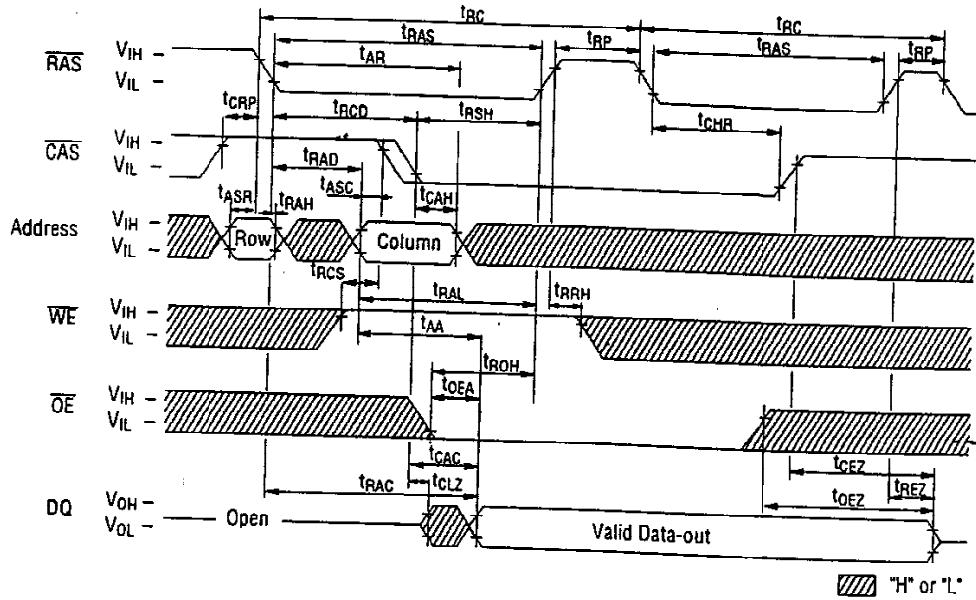 tRC tRC
tRAS tRP tRAS tRP
RAS VIH
VIL
tAR
tCRP tRCD tRSH tCHR
CAS VIH
VIL
tRAD
tASC tCAH
tASR tRAH
Address VIH
VIL
Row Column
tRCS tRAL tRRH
WE VIH
VIL
tAA
tROH
tOEA
OE VIH
VIL
tCAC tCEZ
tRAC tCLZ tREZ
tOEZ
DQ VOH
VOL
Open Valid Data-out
"H" or "L"